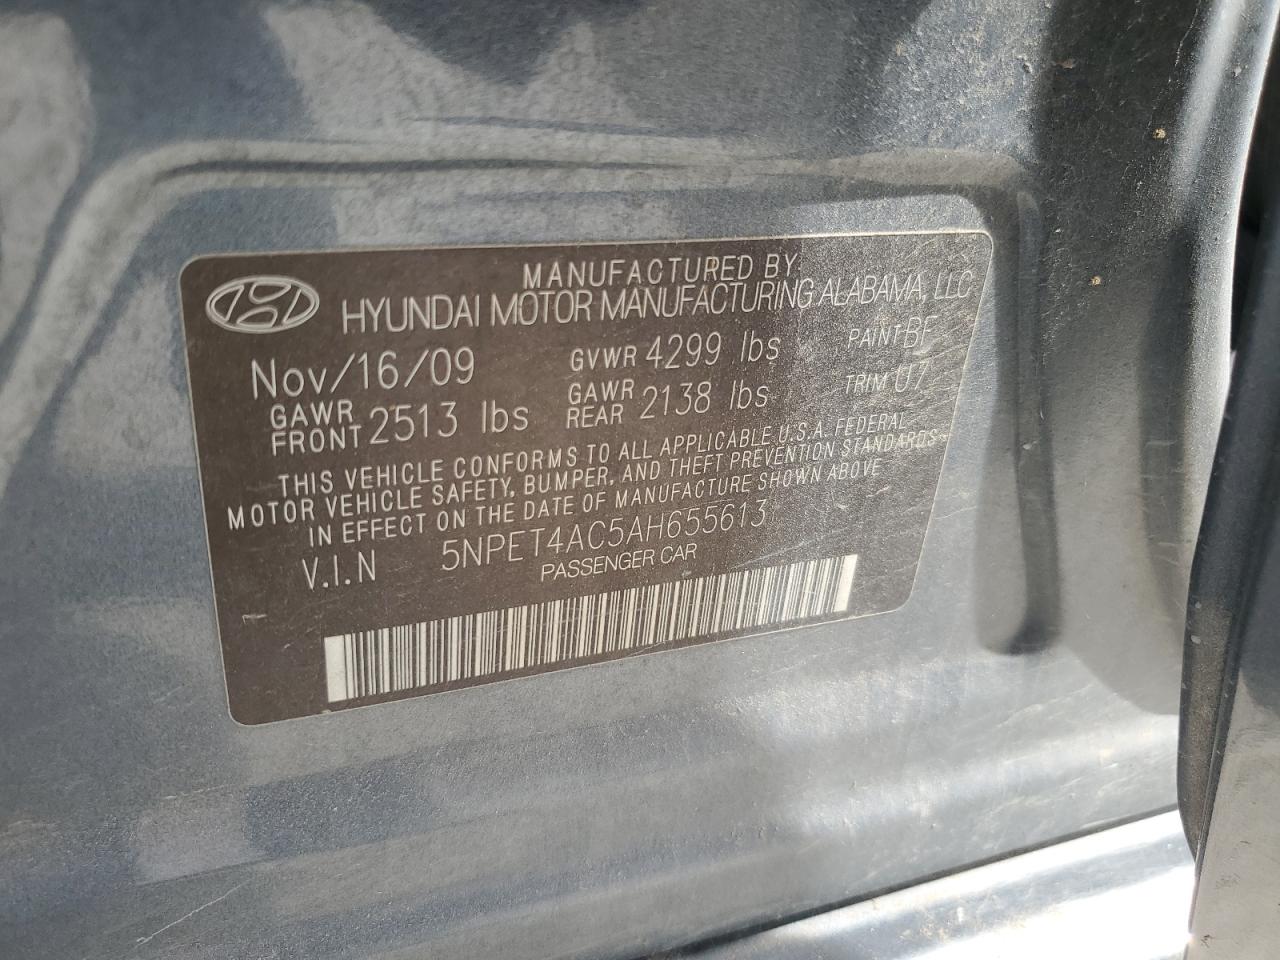 MANUFACTURED BY
HYUNDAI MOTOR MANUFACTURING ALABAMA, LLC
Nov/16/09 GVWR 4299 lbs PAINT BF
GAWR FRONT 2513 lbs GAWR REAR 2138 lbs TRIM U7
THIS VEHICLE CONFORMS TO ALL APPLICABLE U.S.A. FEDERAL
MOTOR VEHICLE SAFETY, BUMPER, AND THEFT PREVENTION STANDARDS
IN EFFECT ON THE DATE OF MANUFACTURE SHOWN ABOVE
V.I.N 5NPET4AC5AH655613
PASSENGER CAR